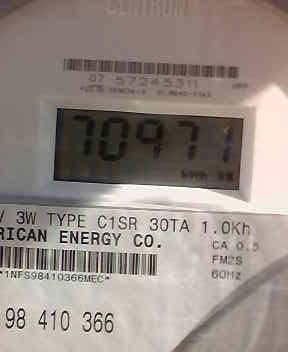 CENTRON
07 57245311
70971
kWh
V 3W TYPE C1SR 30TA 1.0Kh
RICAN ENERGY CO.
CA 0.5
FM2S
60Hz
*1NFS98410366MEC*
98 410 366